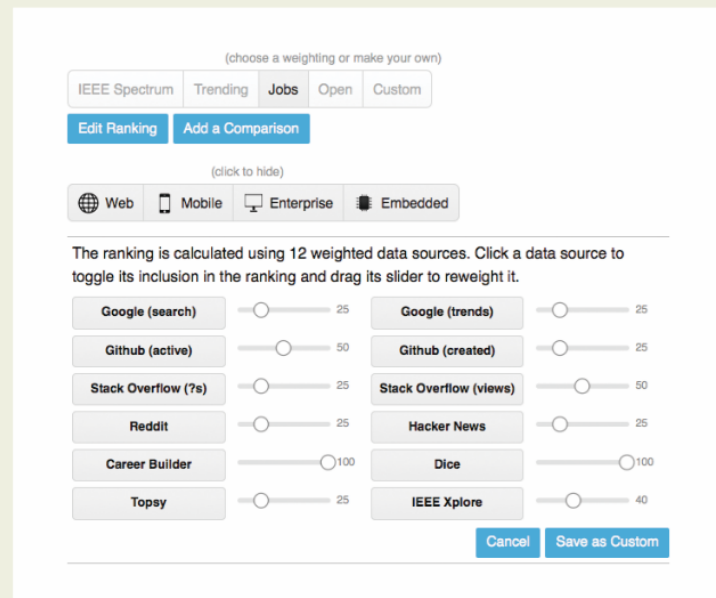 (choose a weighting or make your own)
IEEE Spectrum Trending Jobs Open Custom
Edit Ranking Add a Comparison
(click to hide)
Web Mobile Enterprise Embedded
The ranking is calculated using 12 weighted data sources. Click a data source to
toggle its inclusion in the ranking and drag its slider to reweight it.
Google (search) 25 Google (trends) 25
Github (active) 50 Github (created) 25
Stack Overflow (?s) 25 Stack Overflow (views) 50
Reddit 25 Hacker News 25
Career Builder 100 Dice 100
Topsy 25 IEEE Xplore 40
Cancel Save as Custom